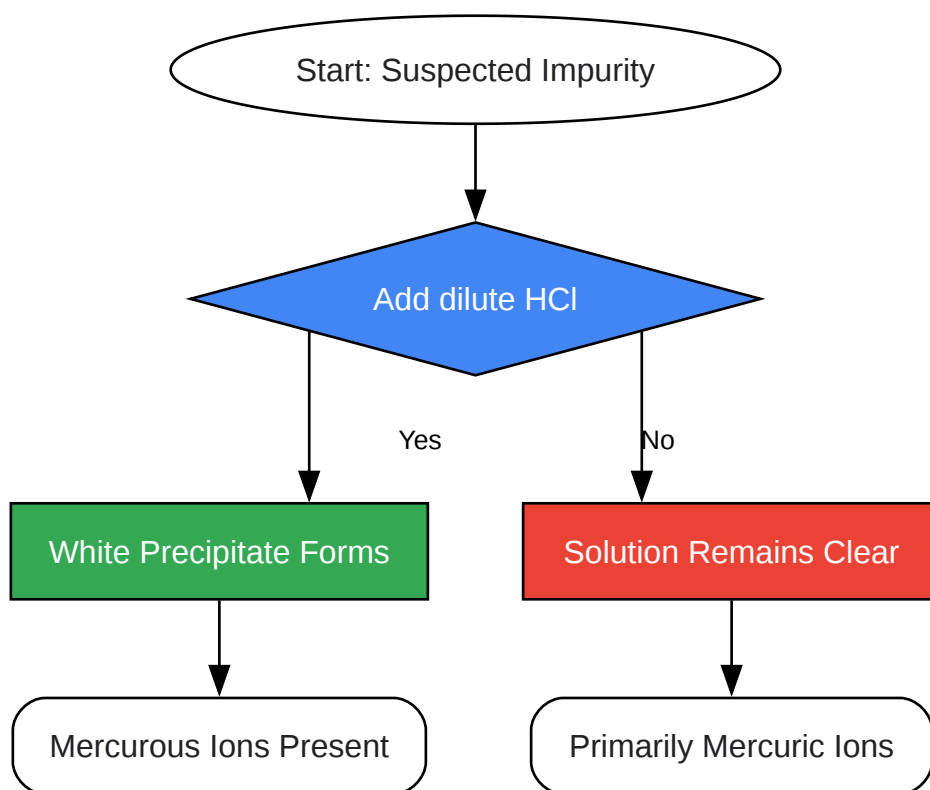 Start: Suspected Impurity
Add dilute HCl
Yes
No
White Precipitate Forms
Solution Remains Clear
Mercurous Ions Present
Primarily Mercuric Ions